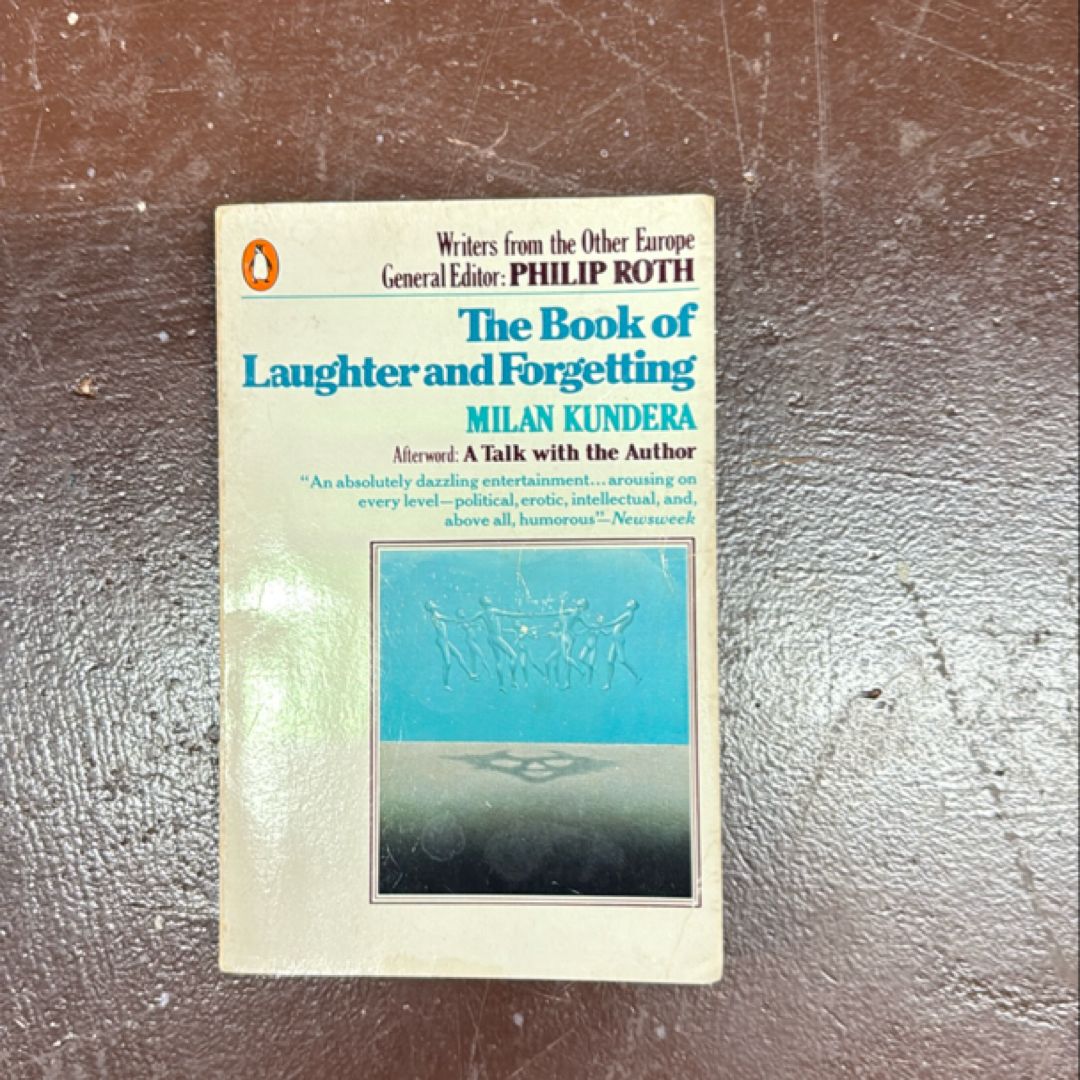 Writers from the Other Europe
General Editor: PHILIP ROTH
The Book of
Laughter and Forgetting
MILAN KUNDERA
Afterword: A Talk with the Author
"An absolutely dazzling entertainment...arousing on
every level—political, erotic, intellectual, and,
above all, humorous"—Newsweek